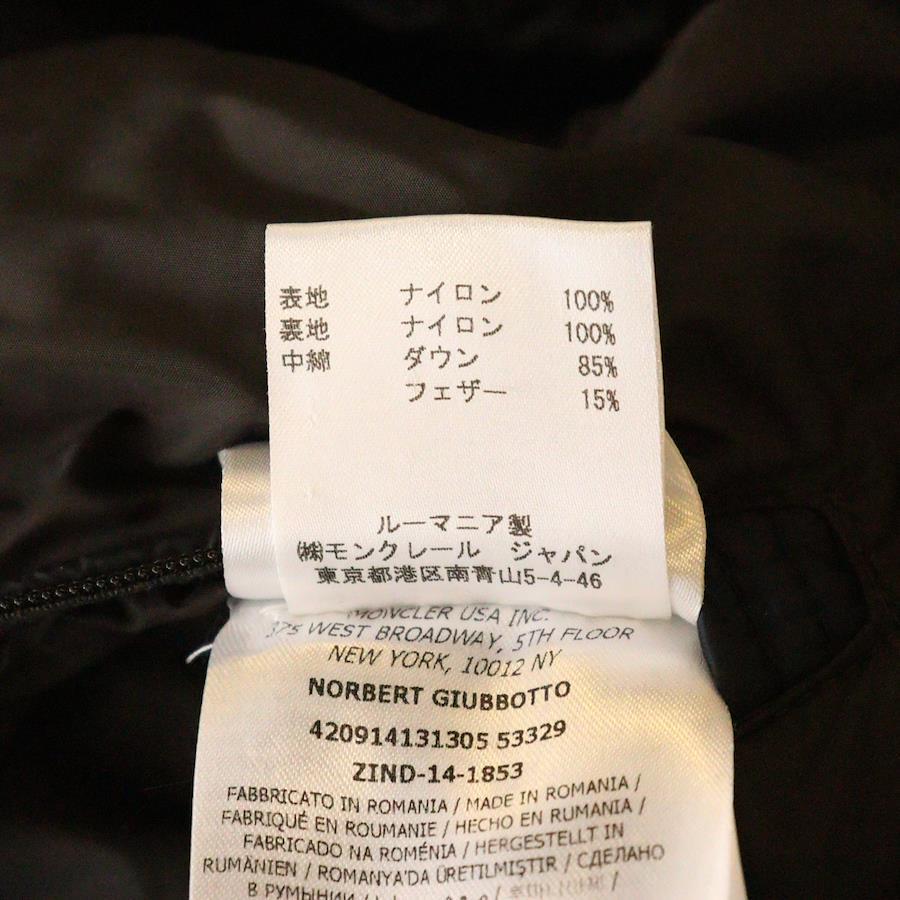 表地 ナイロン 100%
裏地 ナイロン 100%
中綿 ダウン 85%
フェザー 15%
ルーマニア製
㈱モンクレール ジャパン
東京都港区南青山5-4-46
MONCLER USA INC.
375 WEST BROADWAY, 5TH FLOOR
NEW YORK, 10012 NY
NORBERT GIUBBOTTO
420914131305 53329
ZIND-14-1853
FABBRICATO IN ROMANIA / MADE IN ROMANIA /
FABRIQUÉ EN ROUMANIE / HECHO EN RUMANIA /
FABRICADO NA ROMÉNIA / HERGESTELLT IN
RUMÄNIEN / ROMANYA'DA ÜRETILMIŞTIR / СДЕЛАНО
В РУМЫНИИ /